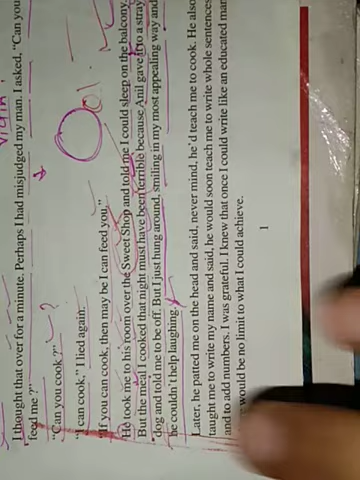 I thought that over for a minute. Perhaps I had misjudged my man. I asked, "Can you
feed me?"
"Can you cook?"
"I can cook," I lied again.
"If you can cook, then may be I can feed you."
He took me to his room over the Sweet Shop and told me I could sleep on the balcony.
But the meal I cooked that night must have been terrible because Anil gave it to a stray
dog and told me to be off. But I just hung around, smiling in my most appealing way and
he couldn't help laughing.
Later, he patted me on the head and said, never mind, he'd teach me to cook. He also
taught me to write my name and said, he would soon teach me to write whole sentences
and to add numbers. I was grateful. I knew that once I could write like an educated man
would be no limit to what I could achieve.
1